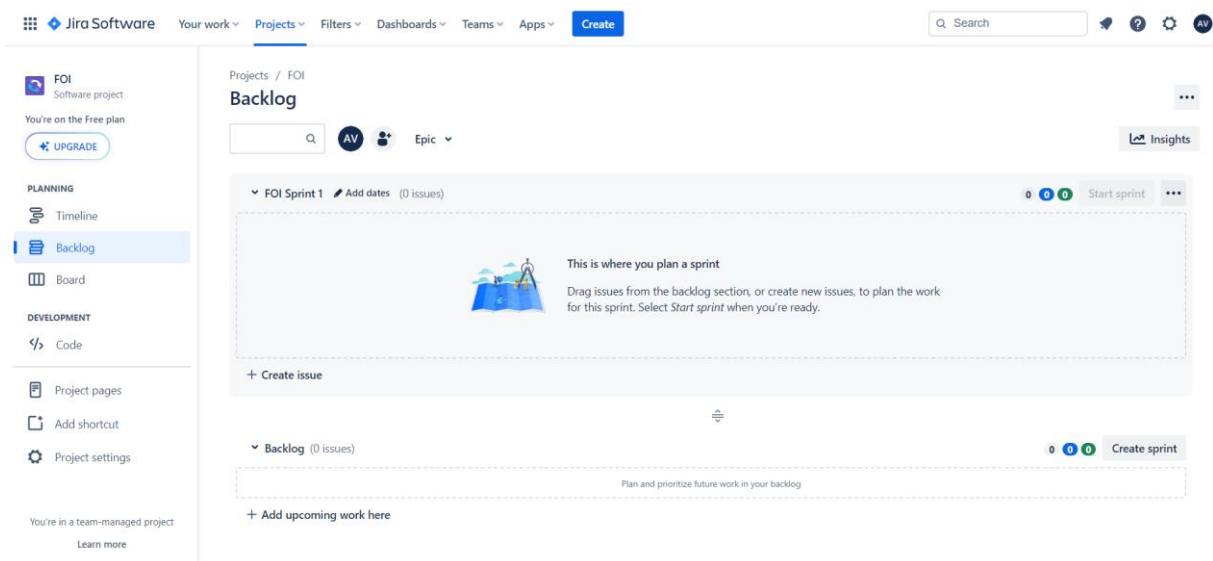 Jira Software Your work Projects Filters Dashboards Teams Apps Create Search AV
FOI
Software project
You're on the Free plan
UPGRADE
PLANNING
Timeline
Backlog
Board
DEVELOPMENT
Code
Project pages
Add shortcut
Project settings
You're in a team-managed project
Learn more
Projects / FOI
Backlog
AV Epic Insights
FOI Sprint 1 Add dates (0 issues) 0 0 0 Start sprint
This is where you plan a sprint
Drag issues from the backlog section, or create new issues, to plan the work
for this sprint. Select Start sprint when you're ready.
+ Create issue
Backlog (0 issues) 0 0 0 Create sprint
Plan and prioritize future work in your backlog
+ Add upcoming work here